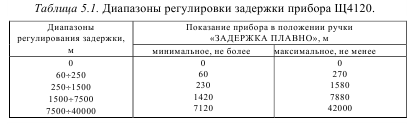 Таблица 5.1. Диапазоны регулировки задержки прибора Щ4120.
Диапазоны регулирования задержки, м
Показание прибора в положении ручки «ЗАДЕРЖКА ПЛАВНО», м
минимальное, не более максимальное, не менее
0 0 0
60÷250 60 270
250÷1500 230 1580
1500÷7500 1420 7880
7500÷40000 7120 42000